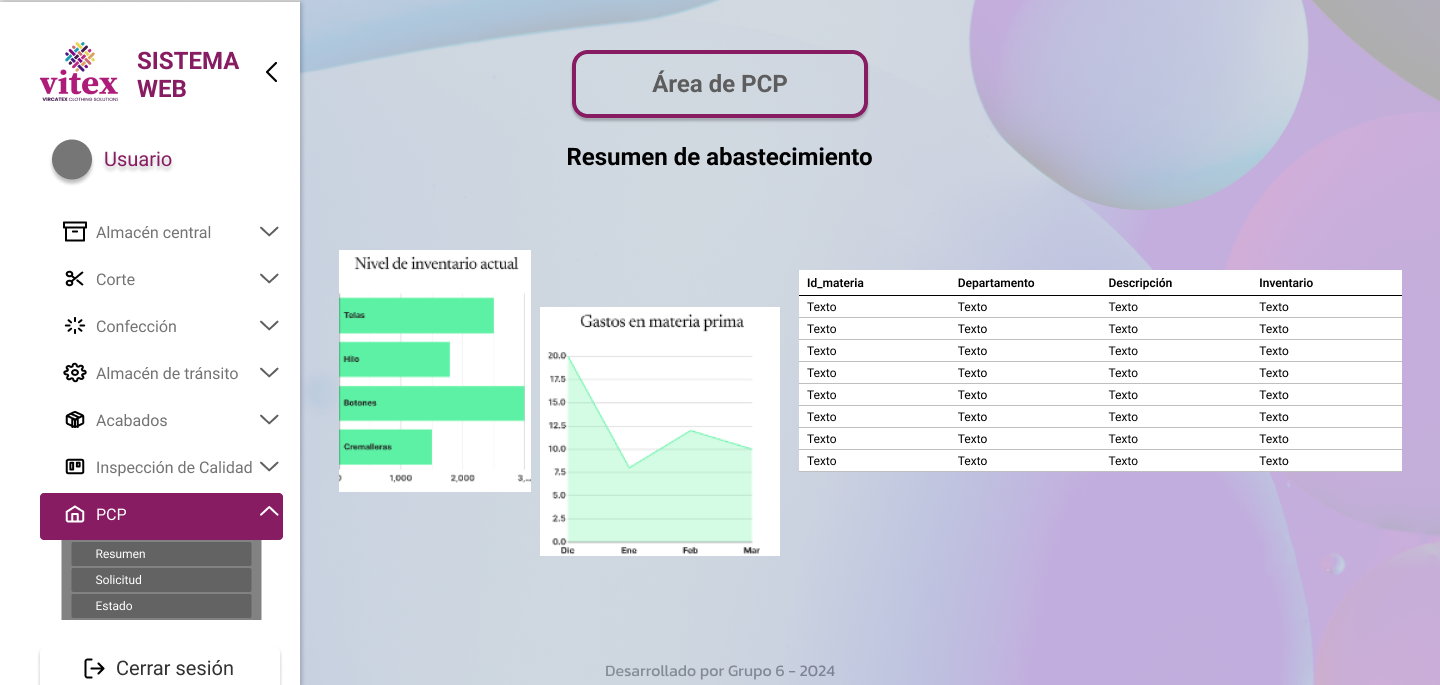 vitex
VIRCATEX CLOTHING SOLUTIONS
SISTEMA
WEB
Usuario
Almacén central
Corte
Confección
Almacén de tránsito
Acabados
Inspección de Calidad
PCP
Resumen
Solicitud
Estado
Cerrar sesión
Área de PCP
Resumen de abastecimiento
Nivel de inventario actual
Telas
Hilo
Botones
Cremalleras
0 1,000 2,000 3,...
Gastos en materia prima
20.0
17.5
15.0
12.5
10.0
7.5
5.0
2.5
0.0
Dic Ene Feb Mar
Id_materia Departamento Descripción Inventario
Texto Texto Texto Texto
Texto Texto Texto Texto
Texto Texto Texto Texto
Texto Texto Texto Texto
Texto Texto Texto Texto
Texto Texto Texto Texto
Texto Texto Texto Texto
Texto Texto Texto Texto
Desarrollado por Grupo 6 - 2024